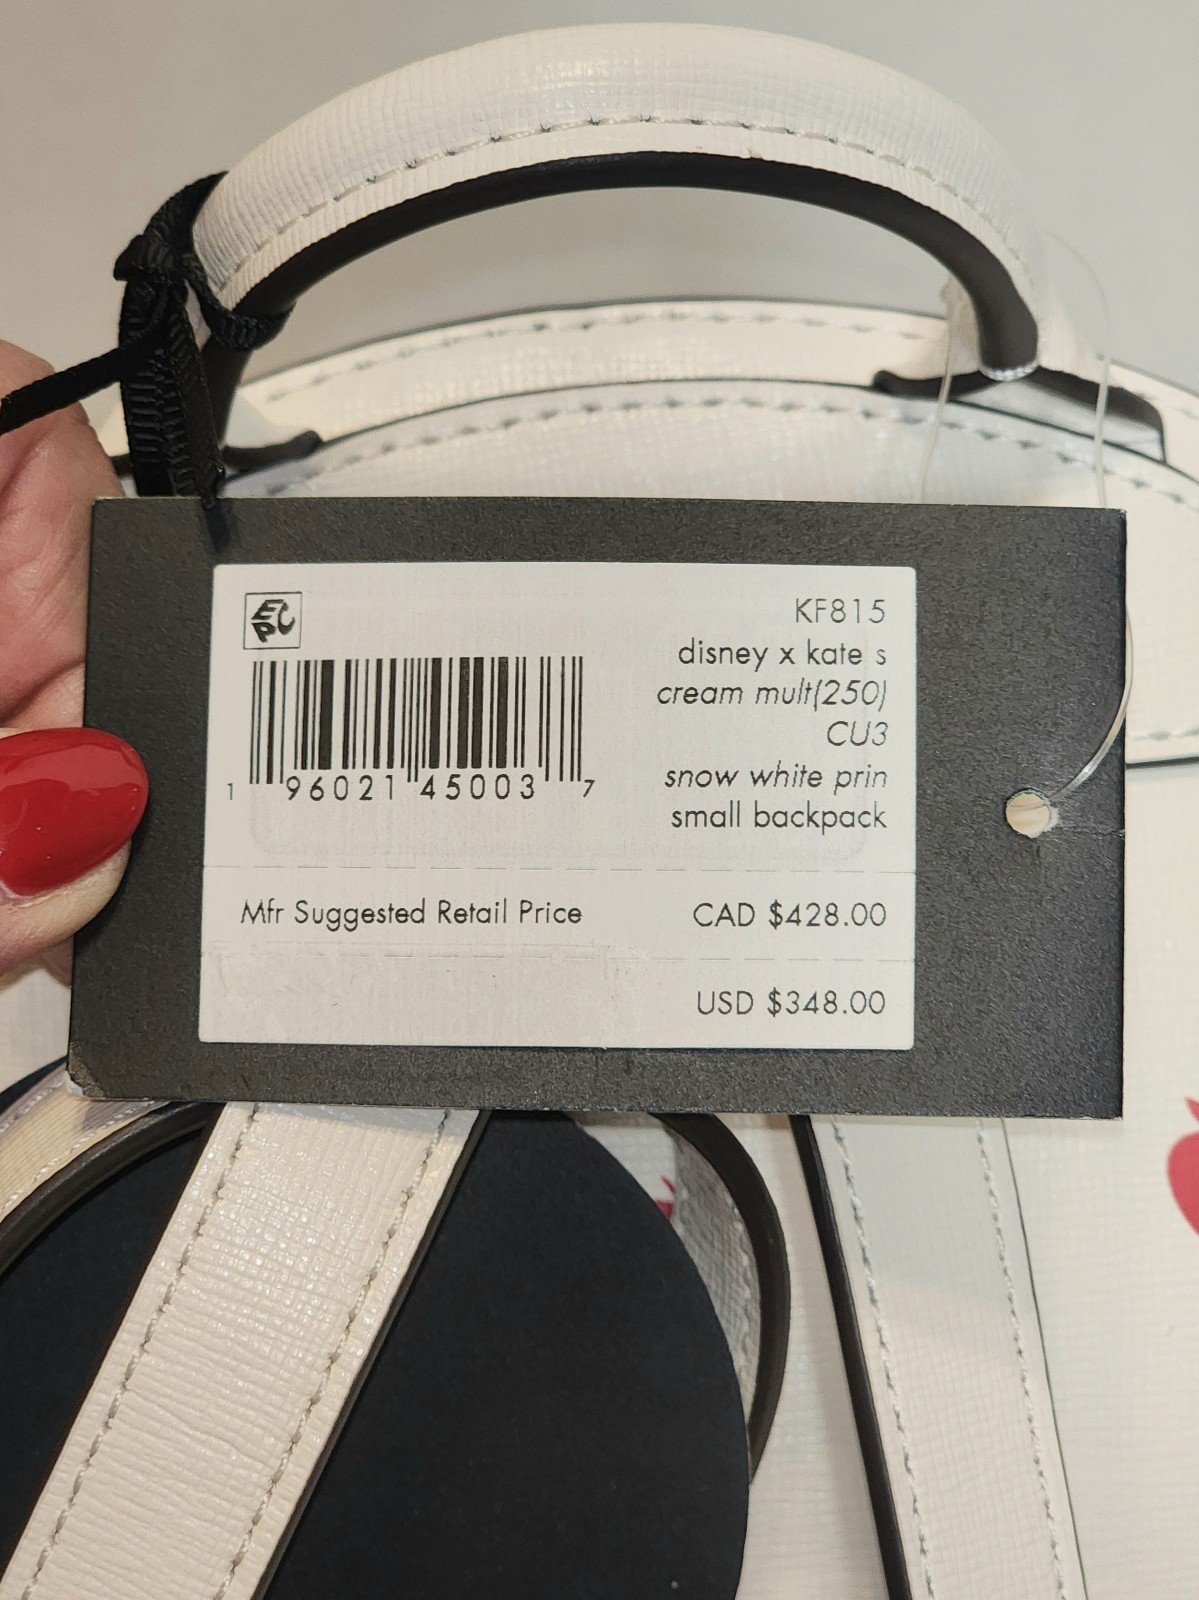 EPC
KF815
disney x kate s
cream mult(250)
CU3
snow white prin
small backpack
1 96021 45003 7
Mfr Suggested Retail Price CAD $428.00
USD $348.00